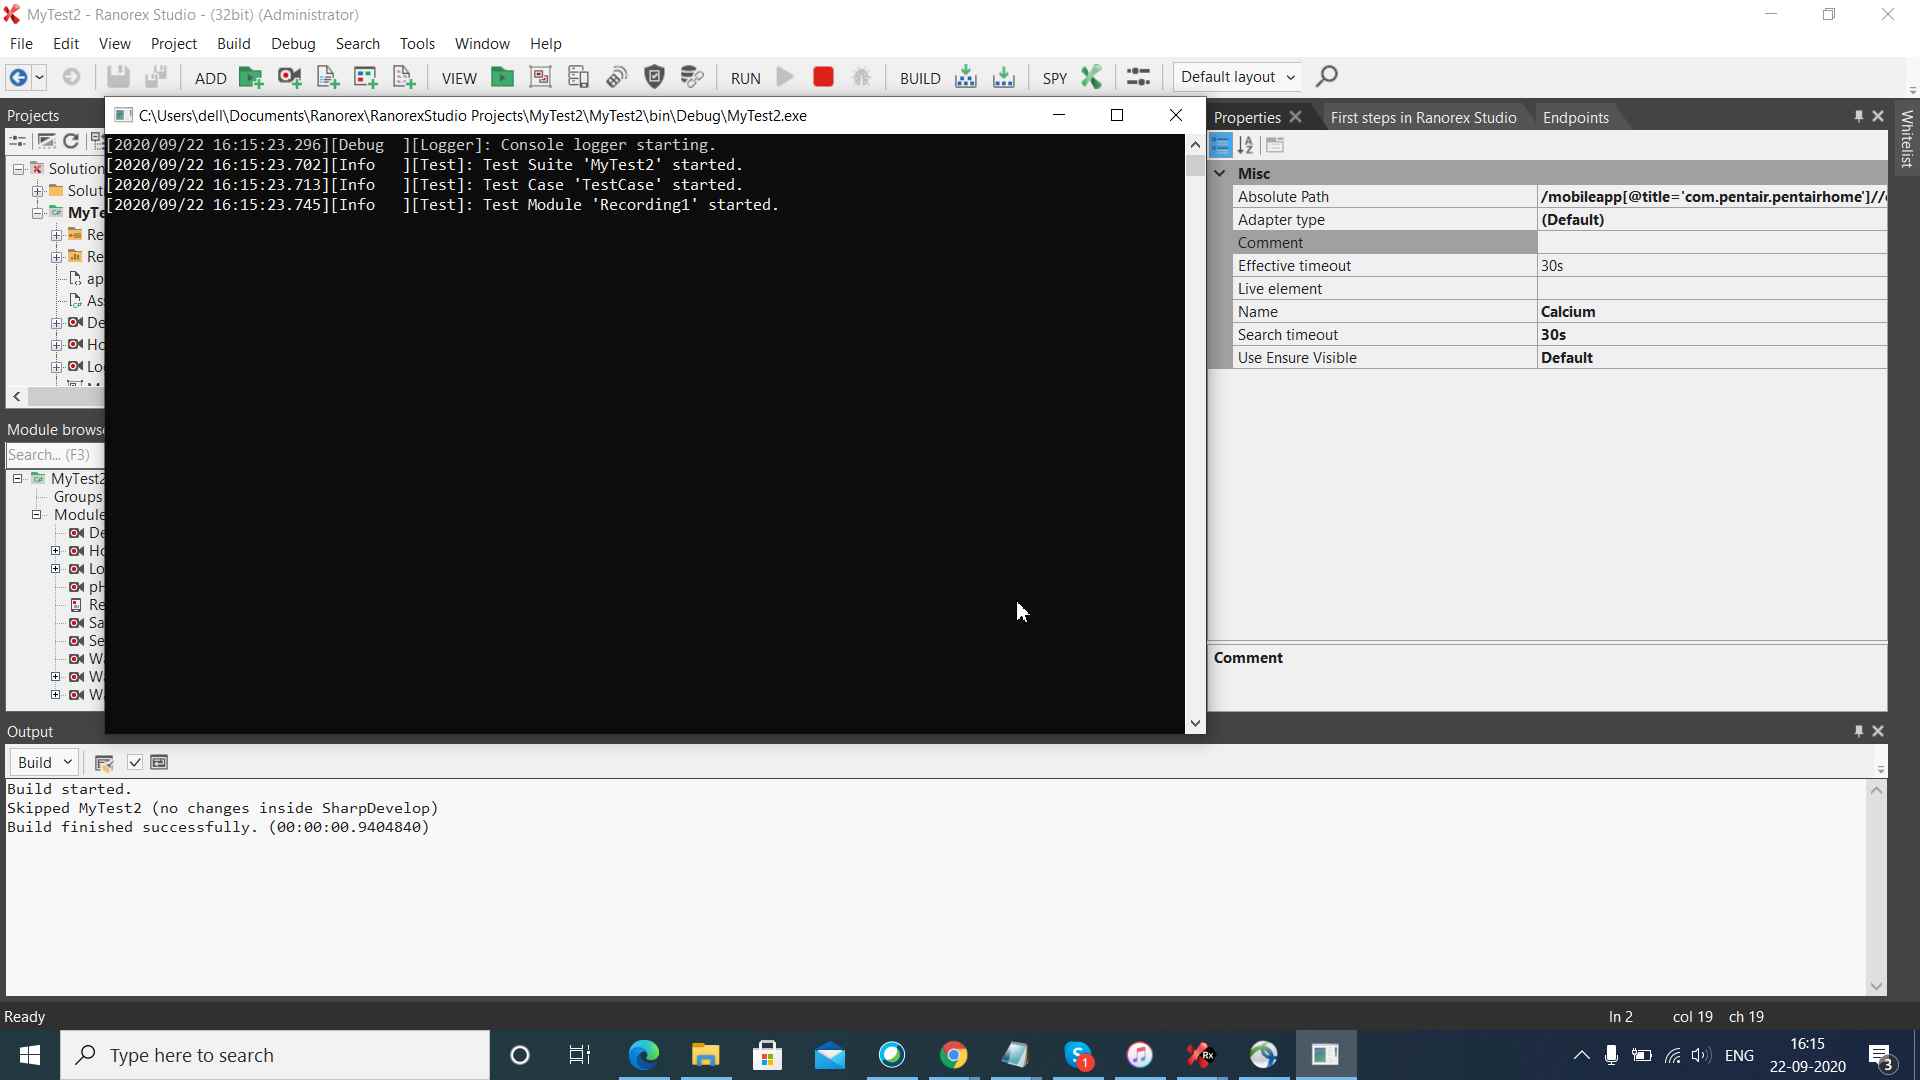 MyTest2 - Ranorex Studio - (32bit) (Administrator)
File Edit View Project Build Debug Search Tools Window Help
ADD VIEW RUN BUILD SPY Default layout
Projects
C:\Users\dell\Documents\Ranorex\RanorexStudio Projects\MyTest2\MyTest2\bin\Debug\MyTest2.exe
[2020/09/22 16:15:23.296][Debug  ][Logger]: Console logger starting.
[2020/09/22 16:15:23.702][Info   ][Test]: Test Suite 'MyTest2' started.
[2020/09/22 16:15:23.713][Info   ][Test]: Test Case 'TestCase' started.
[2020/09/22 16:15:23.745][Info   ][Test]: Test Module 'Recording1' started.
Solution
Solut
MyTe
Re
Re
ap
As
De
Ho
Lo
Module brows
Search... (F3)
MyTest2
Groups
Module
De
Ho
Lo
pH
Re
Sa
Se
Wa
Wa
Wa
Properties First steps in Ranorex Studio Endpoints
Whitelist
Misc
Absolute Path /mobileapp[@title='com.pentair.pentairhome']//
Adapter type (Default)
Comment
Effective timeout 30s
Live element
Name Calcium
Search timeout 30s
Use Ensure Visible Default
Comment
Output
Build
Build started.
Skipped MyTest2 (no changes inside SharpDevelop)
Build finished successfully. (00:00:00.9404840)
Ready
ln 2 col 19 ch 19
Type here to search
1
Rx
ENG
16:15
22-09-2020
3